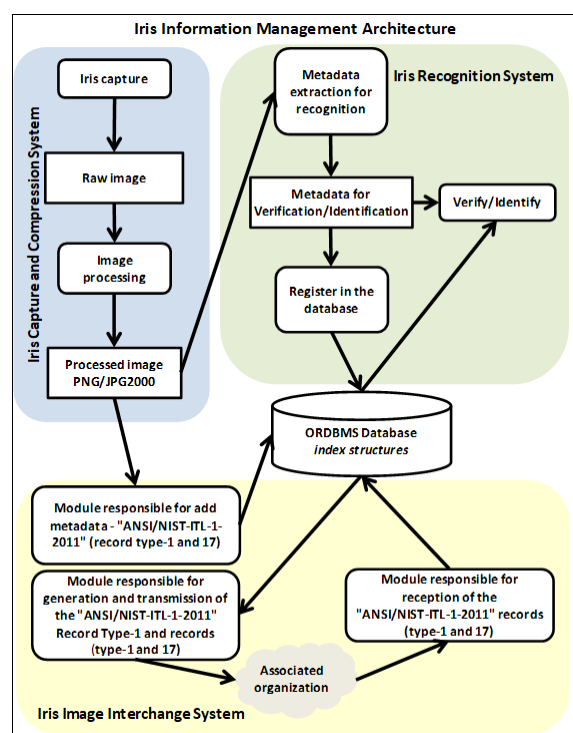 Iris Information Management Architecture
Iris Capture and Compression System
Iris capture
Raw image
Image
processing
Processed image
PNG/JPG2000
Iris Recognition System
Metadata
extraction for
recognition
Metadata for
Verification/Identification
Verify/Identify
Register in the
database
ORDBMS Database
index structures
Module responsible for add
metadata - "ANSI/NIST-ITL-1-
2011" (record type-1 and 17)
Module responsible for
generation and transmission of
the "ANSI/NIST-ITL-1-2011"
Record Type-1 and records
(type-1 and 17)
Module responsible for
reception of the
"ANSI/NIST-ITL-1-2011" records
(type-1 and 17)
Associated
organization
Iris Image Interchange System